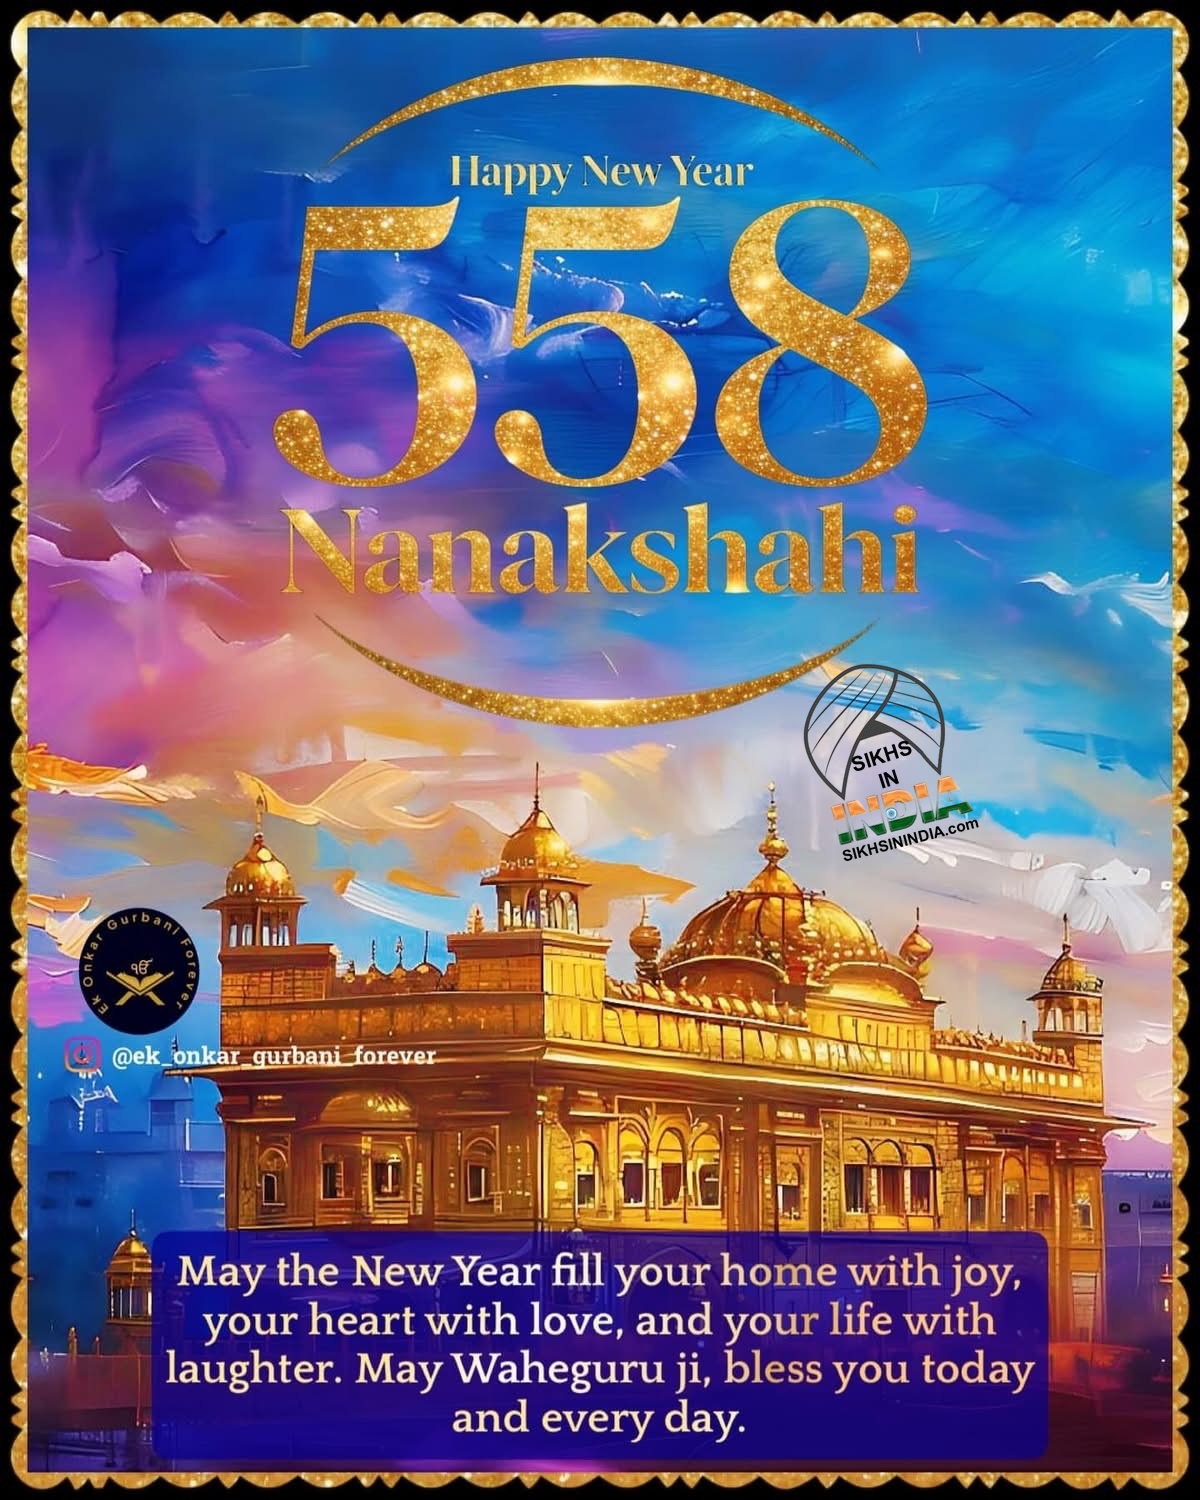 Happy New Year
558
Nanakshahi
SIKHS
IN
INDIA
SIKHSININDIA.com
Ek Onkar Gurbani Forever
ੴ
@ek_onkar_gurbani_forever
May the New Year fill your home with joy,
your heart with love, and your life with
laughter. May Waheguru ji, bless you today
and every day.